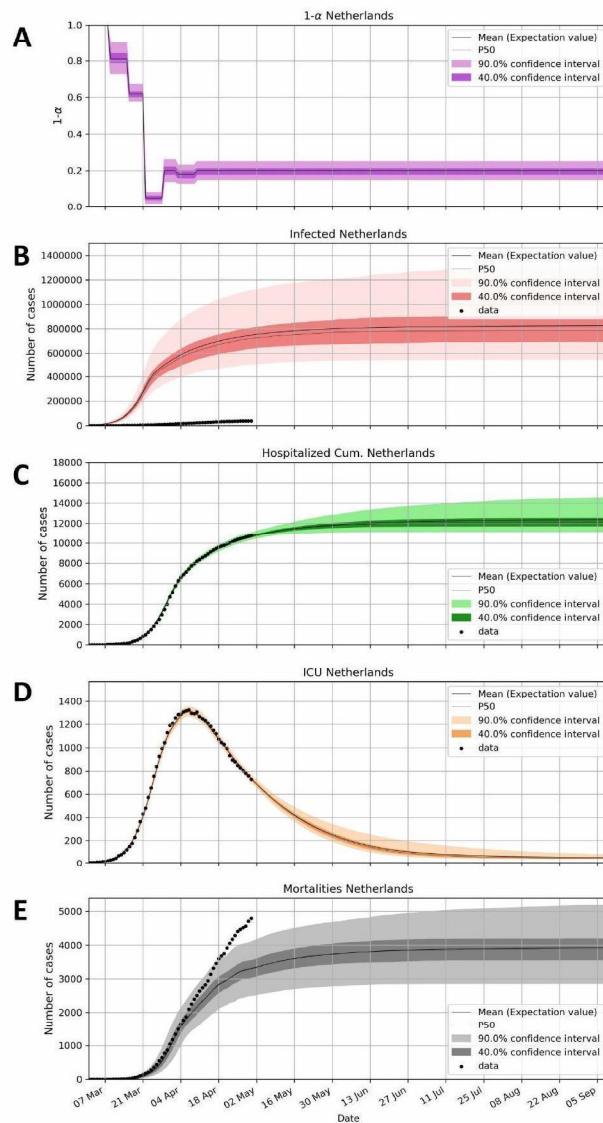 A
1-α Netherlands
1-α
1.0
0.8
0.6
0.4
0.2
0.0
Mean (Expectation value)
P50
90.0% confidence interval
40.0% confidence interval
B
Infected Netherlands
Number of cases
1400000
1200000
1000000
800000
600000
400000
200000
0
Mean (Expectation value)
P50
90.0% confidence interval
40.0% confidence interval
data
C
Hospitalized Cum. Netherlands
Number of cases
18000
16000
14000
12000
10000
8000
6000
4000
2000
0
Mean (Expectation value)
P50
90.0% confidence interval
40.0% confidence interval
data
D
ICU Netherlands
Number of cases
1400
1200
1000
800
600
400
200
0
Mean (Expectation value)
P50
90.0% confidence interval
40.0% confidence interval
data
E
Mortalities Netherlands
Number of cases
5000
4000
3000
2000
1000
0
Mean (Expectation value)
P50
90.0% confidence interval
40.0% confidence interval
data
07 Mar
21 Mar
04 Apr
18 Apr
02 May
16 May
30 May
13 Jun
27 Jun
11 Jul
25 Jul
08 Aug
22 Aug
05 Sep
Date